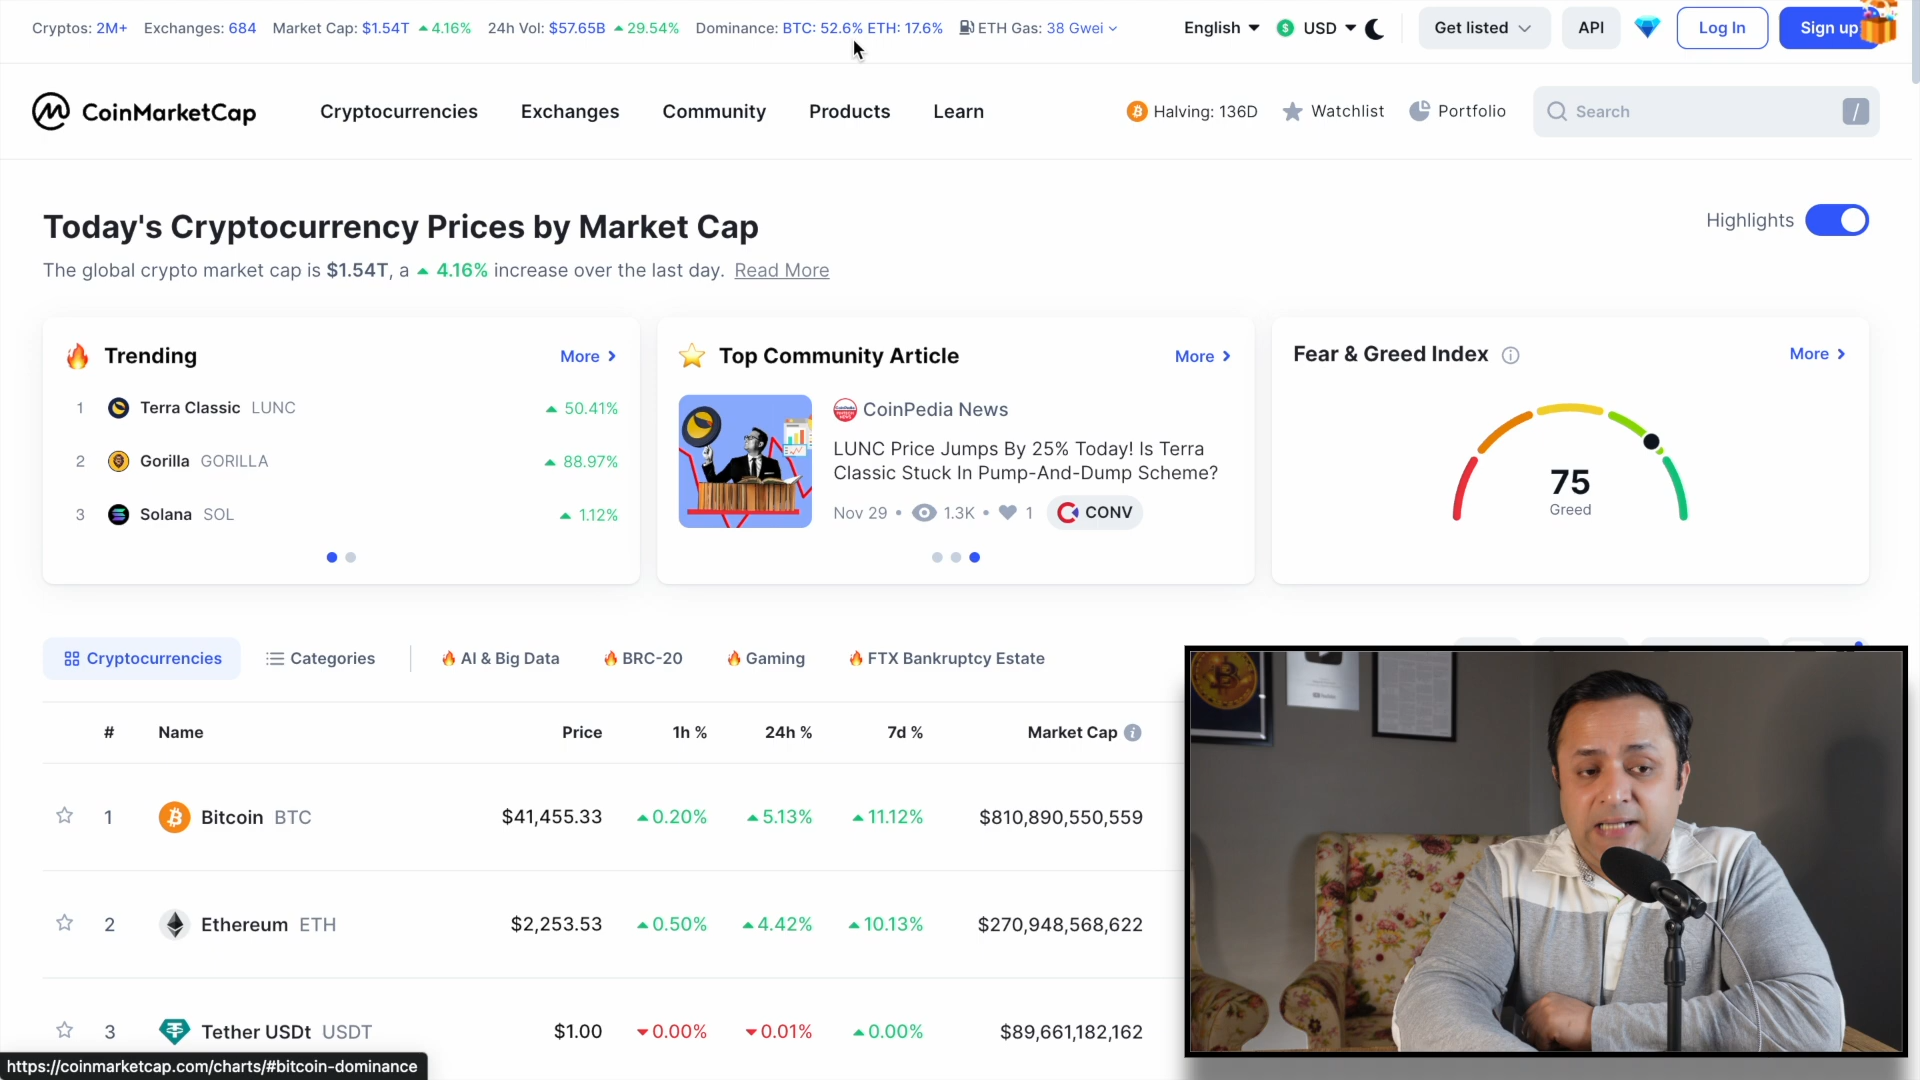 Cryptos: 2M+ Exchanges: 684 Market Cap: $1.54T 4.16% 24h Vol: $57.65B 29.54% Dominance: BTC: 52.6% ETH: 17.6% ETH Gas: 38 Gwei English USD Get listed API Log In Sign up
CoinMarketCap Cryptocurrencies Exchanges Community Products Learn Halving: 136D Watchlist Portfolio Search /
Today's Cryptocurrency Prices by Market Cap Highlights
The global crypto market cap is $1.54T, a 4.16% increase over the last day. Read More
Trending More
1 Terra Classic LUNC 50.41%
2 Gorilla GORILLA 88.97%
3 Solana SOL 1.12%
Top Community Article More
CoinPedia News
LUNC Price Jumps By 25% Today! Is Terra
Classic Stuck In Pump-And-Dump Scheme?
Nov 29 • 1.3K • 1 CONV
Fear & Greed Index More
75
Greed
Cryptocurrencies Categories AI & Big Data BRC-20 Gaming FTX Bankruptcy Estate
# Name Price 1h % 24h % 7d % Market Cap
1 Bitcoin BTC $41,455.33 0.20% 5.13% 11.12% $810,890,550,559
2 Ethereum ETH $2,253.53 0.50% 4.42% 10.13% $270,948,568,622
3 Tether USDt USDT $1.00 0.00% 0.01% 0.00% $89,661,182,162
https://coinmarketcap.com/charts/#bitcoin-dominance